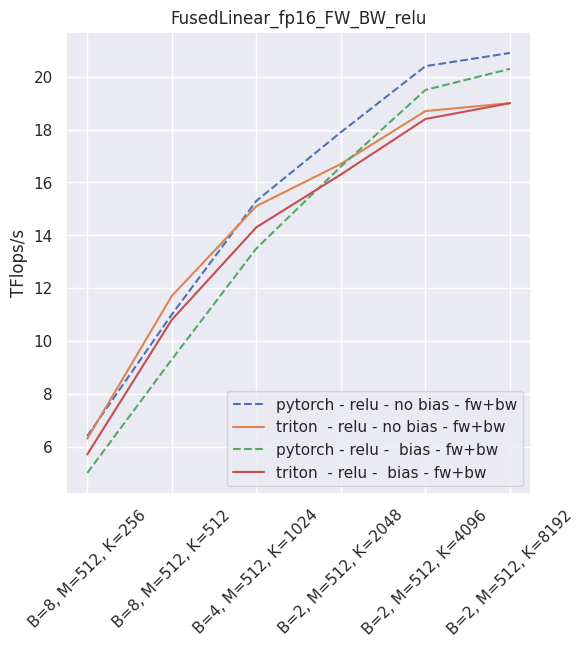 FusedLinear_fp16_FW_BW_relu
TFlops/s
20
18
16
14
12
10
8
6
pytorch - relu - no bias - fw+bw
triton  - relu - no bias - fw+bw
pytorch - relu -  bias - fw+bw
triton  - relu -  bias - fw+bw
B=8, M=512, K=256
B=8, M=512, K=512
B=4, M=512, K=1024
B=2, M=512, K=2048
B=2, M=512, K=4096
B=2, M=512, K=8192